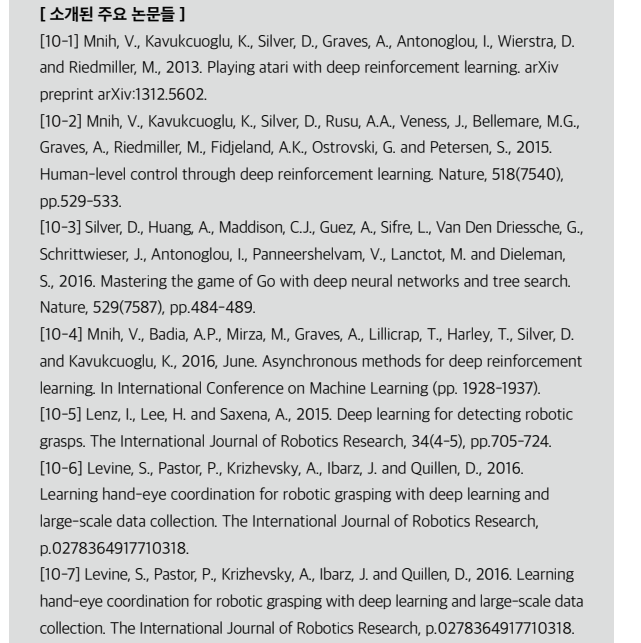 [ 소개된 주요 논문들 ]
[10-1] Mnih, V., Kavukcuoglu, K., Silver, D., Graves, A., Antonoglou, I., Wierstra, D.
and Riedmiller, M., 2013. Playing atari with deep reinforcement learning. arXiv
preprint arXiv:1312.5602.
[10-2] Mnih, V., Kavukcuoglu, K., Silver, D., Rusu, A.A., Veness, J., Bellemare, M.G.,
Graves, A., Riedmiller, M., Fidjeland, A.K., Ostrovski, G. and Petersen, S., 2015.
Human-level control through deep reinforcement learning. Nature, 518(7540),
pp.529-533.
[10-3] Silver, D., Huang, A., Maddison, C.J., Guez, A., Sifre, L., Van Den Driessche, G.,
Schrittwieser, J., Antonoglou, I., Panneershelvam, V., Lanctot, M. and Dieleman,
S., 2016. Mastering the game of Go with deep neural networks and tree search.
Nature, 529(7587), pp.484-489.
[10-4] Mnih, V., Badia, A.P., Mirza, M., Graves, A., Lillicrap, T., Harley, T., Silver, D.
and Kavukcuoglu, K., 2016, June. Asynchronous methods for deep reinforcement
learning. In International Conference on Machine Learning (pp. 1928-1937).
[10-5] Lenz, I., Lee, H. and Saxena, A., 2015. Deep learning for detecting robotic
grasps. The International Journal of Robotics Research, 34(4-5), pp.705-724.
[10-6] Levine, S., Pastor, P., Krizhevsky, A., Ibarz, J. and Quillen, D., 2016.
Learning hand-eye coordination for robotic grasping with deep learning and
large-scale data collection. The International Journal of Robotics Research,
p.0278364917710318.
[10-7] Levine, S., Pastor, P., Krizhevsky, A., Ibarz, J. and Quillen, D., 2016. Learning
hand-eye coordination for robotic grasping with deep learning and large-scale data
collection. The International Journal of Robotics Research, p.0278364917710318.